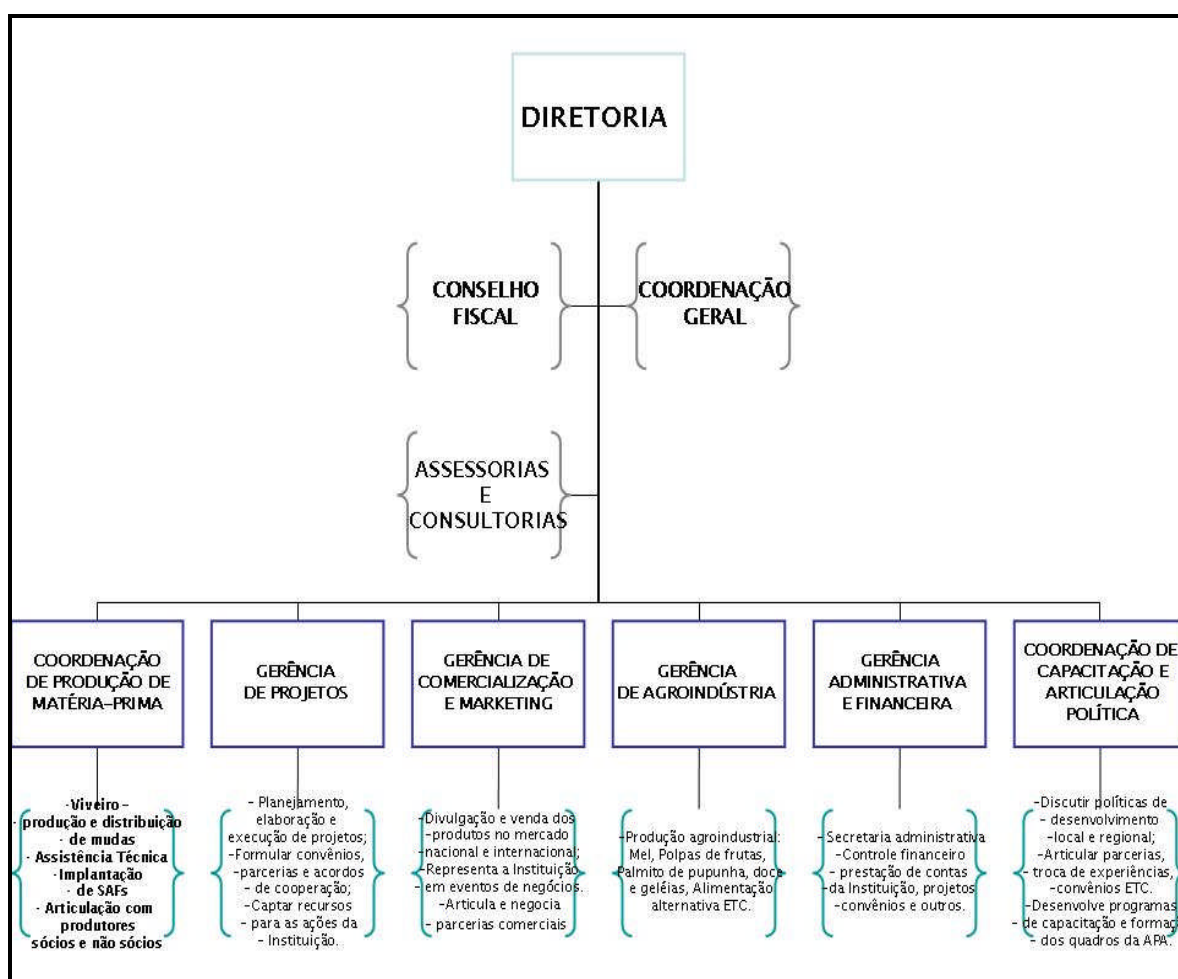 DIRETORIA
CONSELHO
FISCAL
COORDENAÇÃO
GERAL
ASSESSORIAS
E
CONSULTORIAS
COORDENAÇÃO
DE PRODUÇÃO DE
MATÉRIA-PRIMA
GERÊNCIA
DE PROJETOS
GERÊNCIA DE
COMERCIALIZAÇÃO
E MARKETING
GERÊNCIA
DE AGROINDÚSTRIA
GERÊNCIA
ADMINISTRATIVA
E FINANCEIRA
COORDENAÇÃO DE
CAPACITAÇÃO E
ARTICULAÇÃO
POLÍTICA
·Viveiro –
· produção e distribuição
· de mudas
· Assistência Técnica
·Implantação
· de SAFs
· Articulação com
produtores
sócios e não sócios
– Planejamento,
elaboração e
execução de projetos;
–Formular convênios,
–parcerias e acordos
– de cooperação;
– Captar recursos
– para as ações da
– Instituição.
–Divulgação e venda dos
–produtos no mercado
–nacional e internacional;
–Representa a Instituição
–em eventos de negócios.
–Articula e negocia
– parcerias comerciais
–Produção agroindustrial:
Mel, Polpas de frutas,
Palmito de pupunha, doce
e geléias, Alimentação
alternativa ETC.
– Secretaria administrativa
– Controle financeiro
– prestação de contas
–da Instituição, projetos
–convênios e outros.
–Discutir políticas de
– desenvolvimento
–local e regional;
–Articular parcerias,
– troca de experiências,
–convênios ETC.
–Desenvolve programas
– de capacitação e formaçã
– dos quadros da APA.